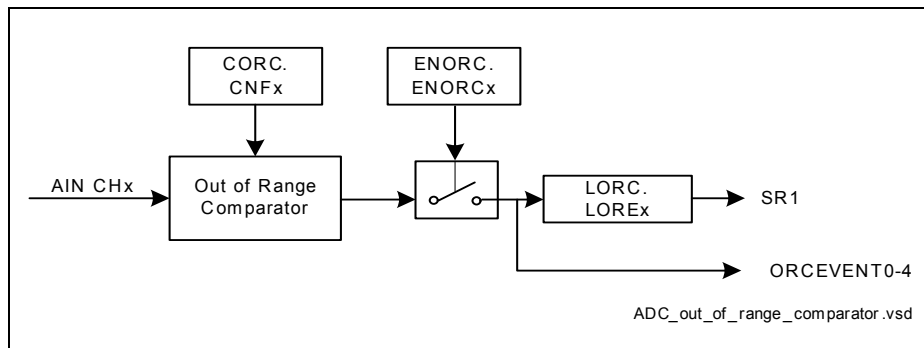 CORC.
CNFx
ENORC.
ENORCx
AIN CHx
Out of Range
Comparator
LORC.
LOREx
SR1
ORCEVENT0-4
ADC_out_of_range_comparator.vsd